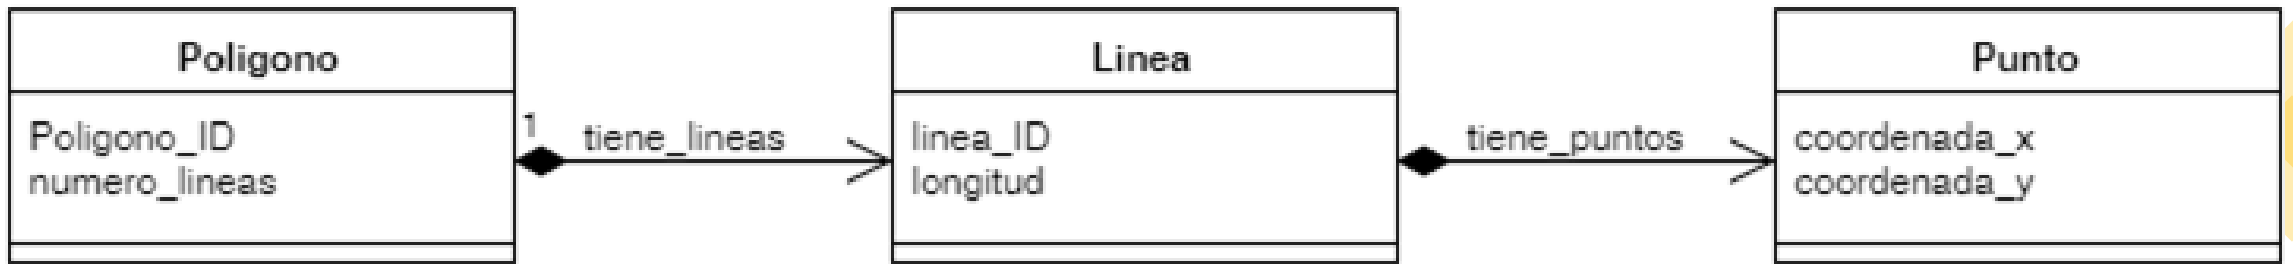 Poligono
Poligono_ID
numero_lineas
1
tiene_lineas
Linea
linea_ID
longitud
tiene_puntos
Punto
coordenada_x
coordenada_y